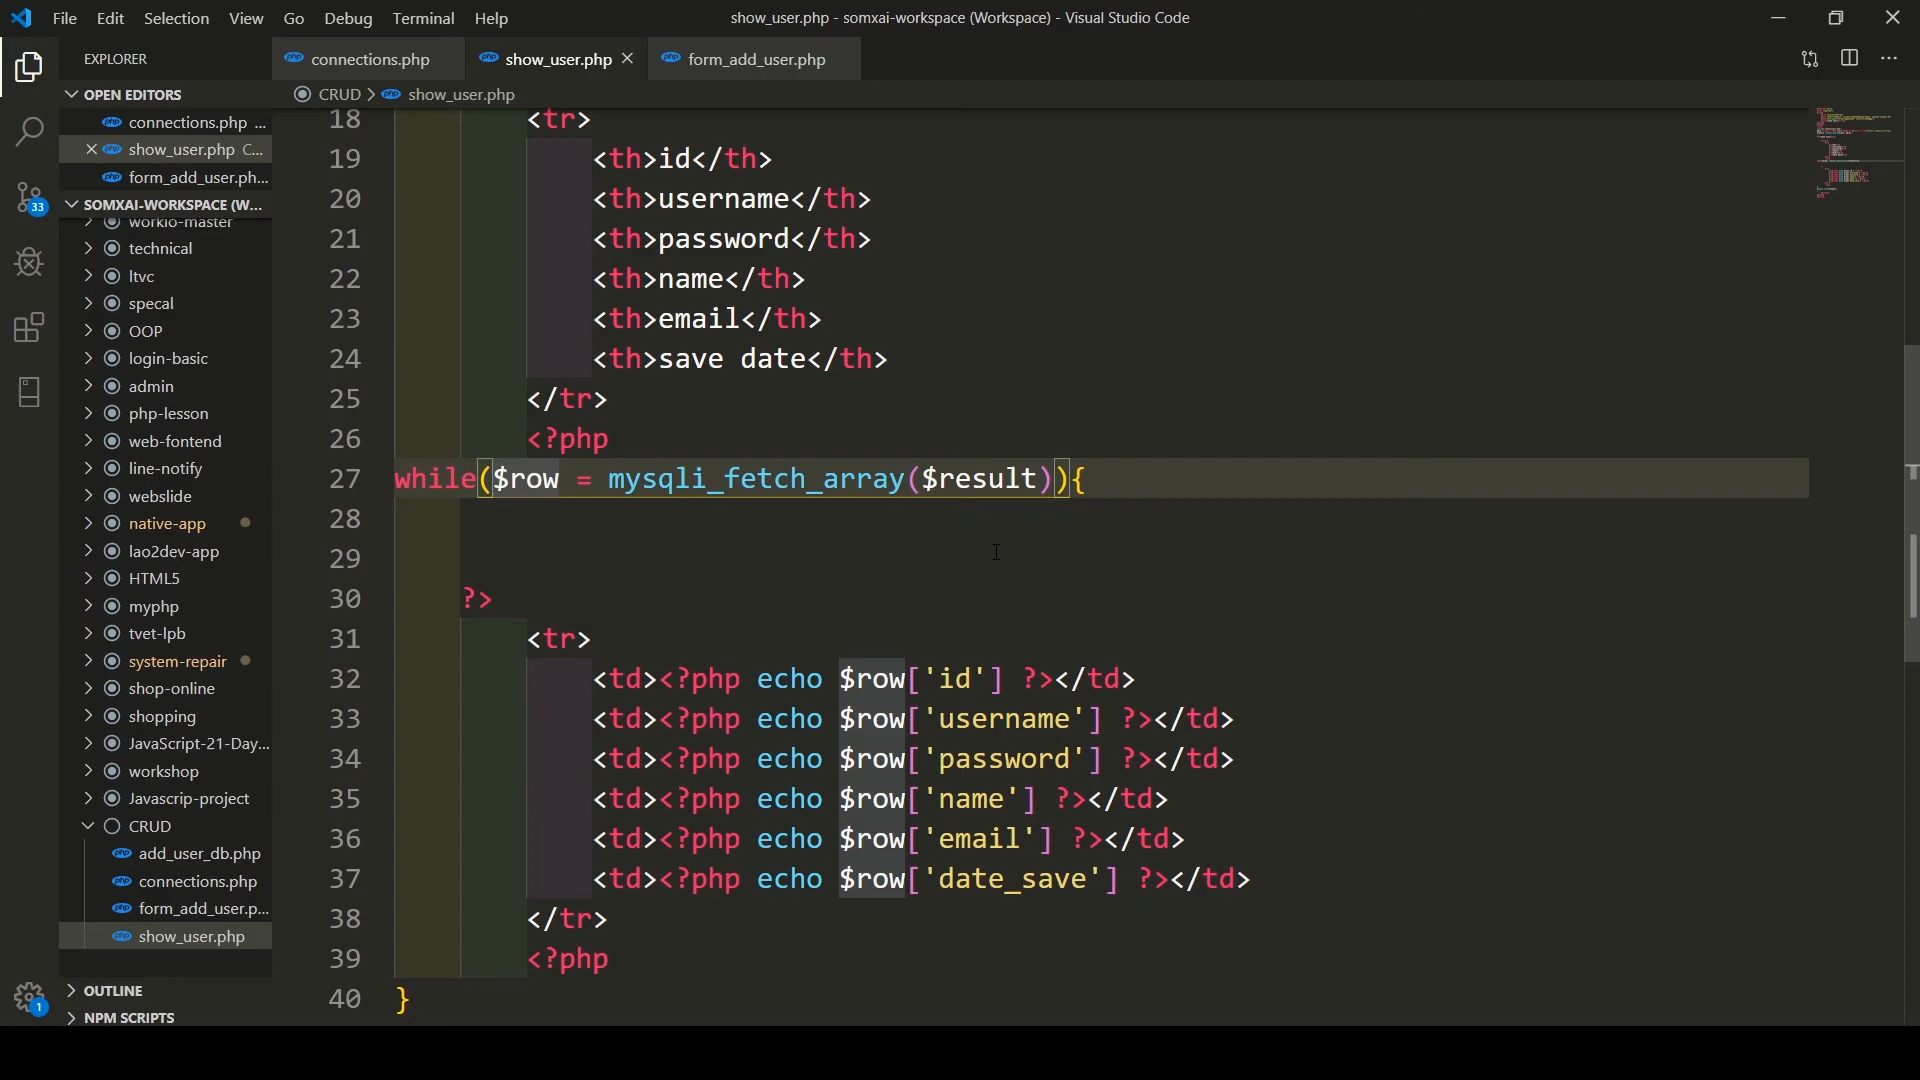 File Edit Selection View Go Debug Terminal Help
show_user.php - somxai-workspace (Workspace) - Visual Studio Code
EXPLORER
connections.php
show_user.php
form_add_user.php
OPEN EDITORS
connections.php ...
show_user.php C...
form_add_user.ph...
SOMXAI-WORKSPACE (W...
workio-master
technical
ltvc
specal
OOP
login-basic
admin
php-lesson
web-fontend
line-notify
webslide
native-app
lao2dev-app
HTML5
myphp
tvet-lpb
system-repair
shop-online
shopping
JavaScript-21-Day...
workshop
Javascrip-project
CRUD
add_user_db.php
connections.php
form_add_user.p...
show_user.php
OUTLINE
NPM SCRIPTS
33
1
CRUD > show_user.php
18 <tr>
19 <th>id</th>
20 <th>username</th>
21 <th>password</th>
22 <th>name</th>
23 <th>email</th>
24 <th>save date</th>
25 </tr>
26 <?php
27 while($row = mysqli_fetch_array($result)){
28
29
30 ?>
31 <tr>
32 <td><?php echo $row['id'] ?></td>
33 <td><?php echo $row['username'] ?></td>
34 <td><?php echo $row['password'] ?></td>
35 <td><?php echo $row['name'] ?></td>
36 <td><?php echo $row['email'] ?></td>
37 <td><?php echo $row['date_save'] ?></td>
38 </tr>
39 <?php
40 }